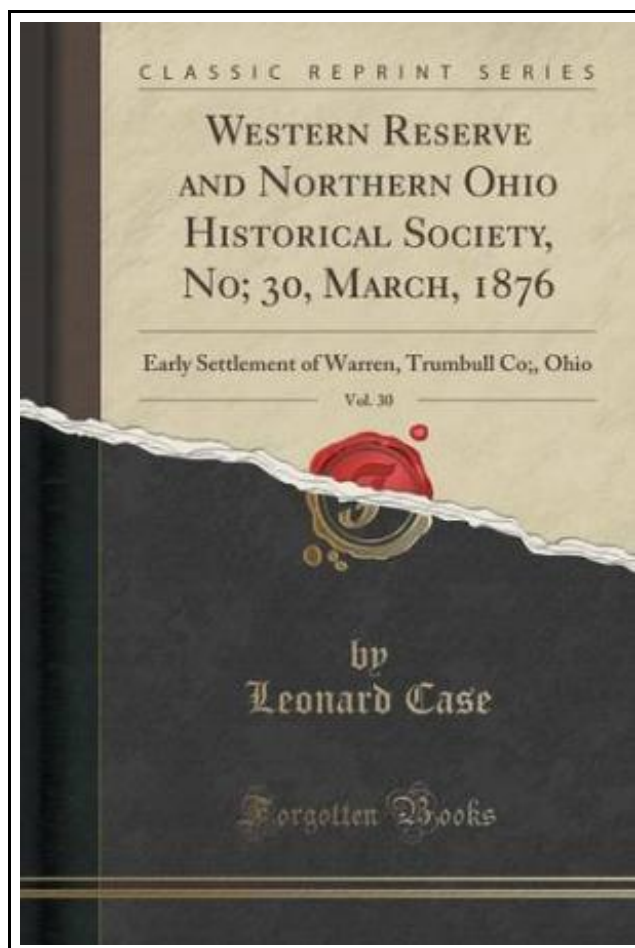 CLASSIC REPRINT SERIES
WESTERN RESERVE
AND NORTHERN OHIO
HISTORICAL SOCIETY,
NO; 30, MARCH, 1876
Early Settlement of Warren, Trumbull Co;, Ohio
Vol. 30
F
by
Leonard Case
Forgotten Books